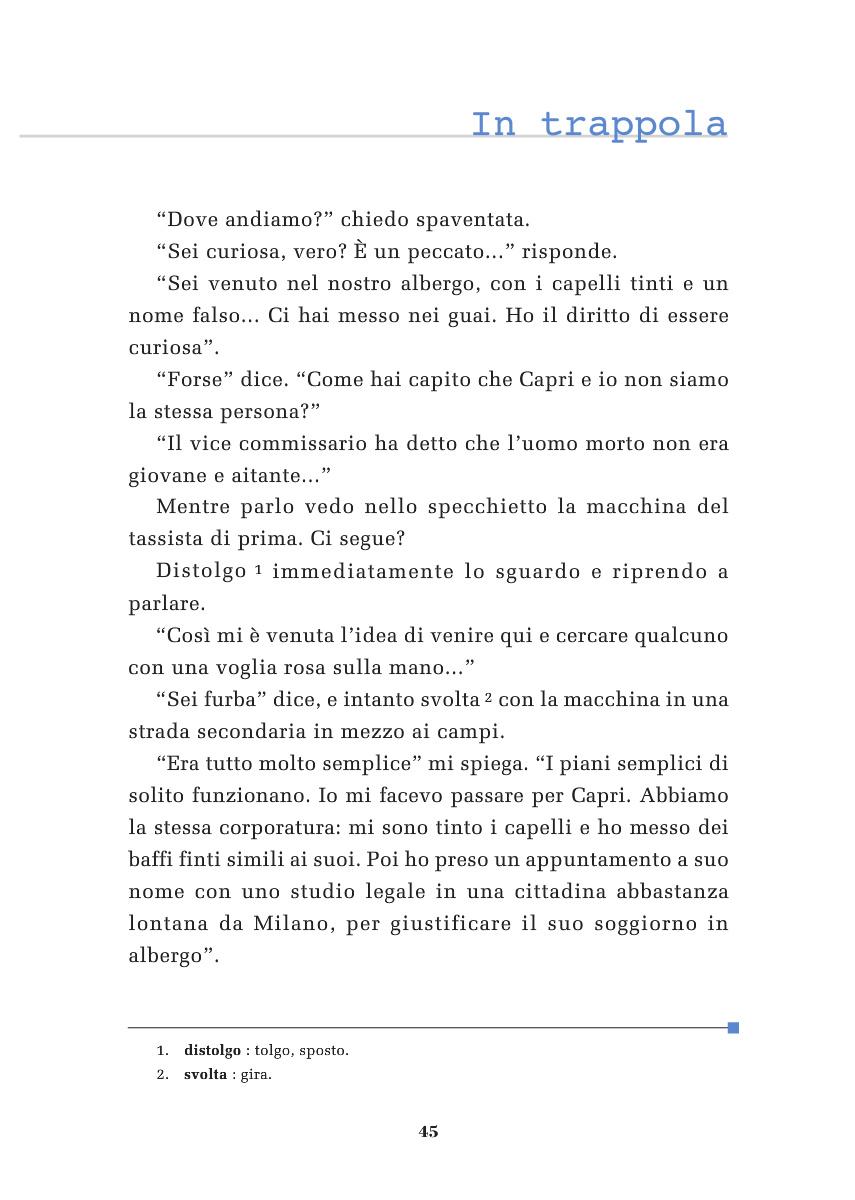 In trappola
“Dove andiamo?” chiedo spaventata.
“Sei curiosa, vero? È un peccato...” risponde.
“Sei venuto nel nostro albergo, con i capelli tinti e un
nome falso... Ci hai messo nei guai. Ho il diritto di essere
curiosa”.
“Forse” dice. “Come hai capito che Capri e io non siamo
la stessa persona?”
“Il vice commissario ha detto che l’uomo morto non era
giovane e aitante...”
Mentre parlo vedo nello specchietto la macchina del
tassista di prima. Ci segue?
Distolgo 1 immediatamente lo sguardo e riprendo a
parlare.
“Così mi è venuta l’idea di venire qui e cercare qualcuno
con una voglia rosa sulla mano...”
“Sei furba” dice, e intanto svolta 2 con la macchina in una
strada secondaria in mezzo ai campi.
“Era tutto molto semplice” mi spiega. “I piani semplici di
solito funzionano. Io mi facevo passare per Capri. Abbiamo
la stessa corporatura: mi sono tinto i capelli e ho messo dei
baffi finti simili ai suoi. Poi ho preso un appuntamento a suo
nome con uno studio legale in una cittadina abbastanza
lontana da Milano, per giustificare il suo soggiorno in
albergo”.
1. distolgo : tolgo, sposto.
2. svolta : gira.
45